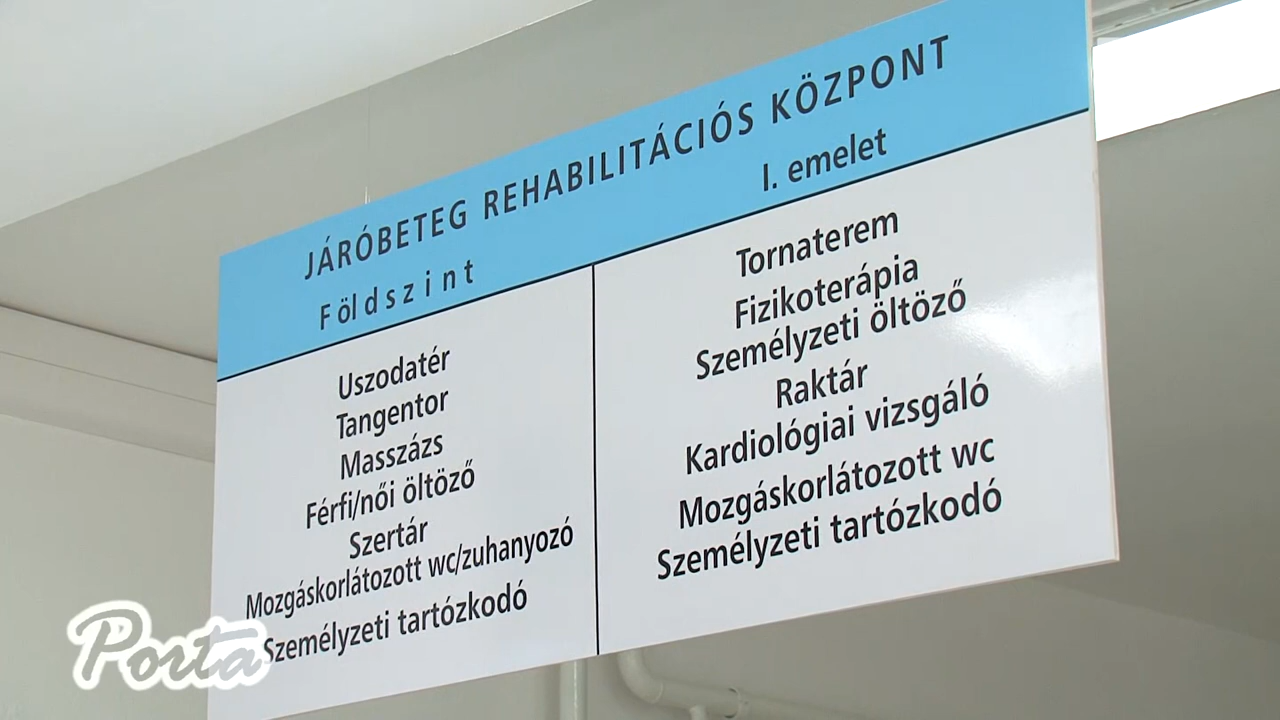 JÁRÓBETEG REHABILITÁCIÓS KÖZPONT
Földszint
Uszodatér
Tangentor
Masszázs
Férfi/női öltöző
Szertár
Mozgáskorlátozott wc/zuhanyozó
Személyzeti tartózkodó
I. emelet
Tornaterem
Fizikoterápia
Személyzeti öltöző
Raktár
Kardiológiai vizsgáló
Mozgáskorlátozott wc
Személyzeti tartózkodó
Porta